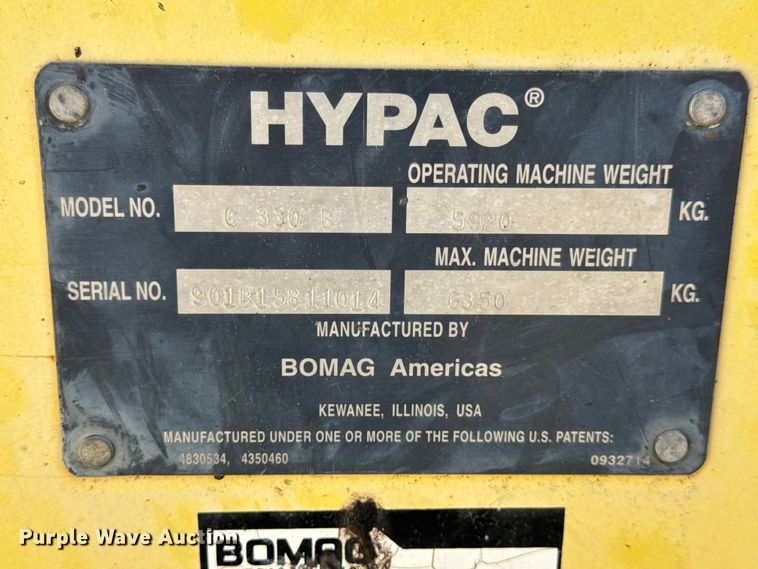 HYPAC®
OPERATING MACHINE WEIGHT
MODEL NO. C 330 B 5920 KG.
MAX. MACHINE WEIGHT
SERIAL NO. 901B15811014 6350 KG.
MANUFACTURED BY
BOMAG Americas
KEWANEE, ILLINOIS, USA
MANUFACTURED UNDER ONE OR MORE OF THE FOLLOWING U.S. PATENTS:
4830534, 4350460 0932714
BOMAG
Purple Wave Auction